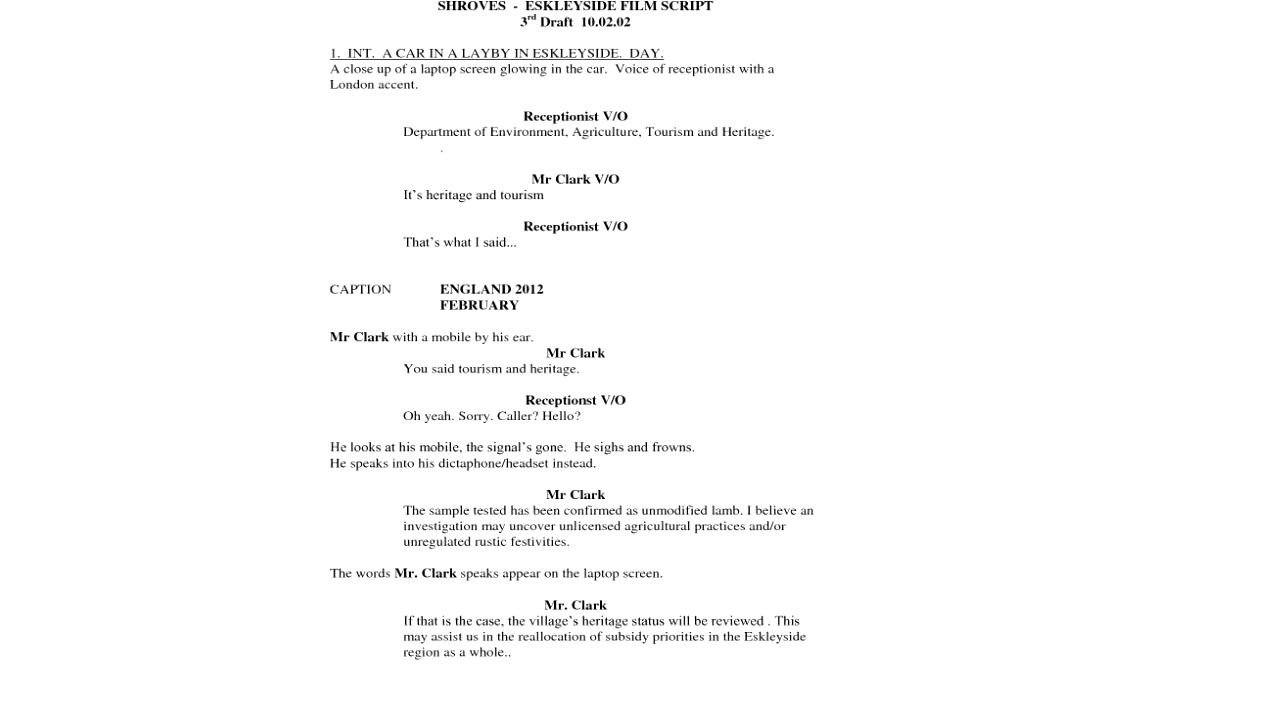 SHROVES - ESKLEYSIDE FILM SCRIPT
3rd Draft 10.02.02
1. INT. A CAR IN A LAYBY IN ESKLEYSIDE. DAY.
A close up of a laptop screen glowing in the car. Voice of receptionist with a
London accent.
Receptionist V/O
Department of Environment, Agriculture, Tourism and Heritage.
.
Mr Clark V/O
It's heritage and tourism
Receptionist V/O
That's what I said...
CAPTION ENGLAND 2012
FEBRUARY
Mr Clark with a mobile by his ear.
Mr Clark
You said tourism and heritage.
Receptionst V/O
Oh yeah. Sorry. Caller? Hello?
He looks at his mobile, the signal's gone. He sighs and frowns.
He speaks into his dictaphone/headset instead.
Mr Clark
The sample tested has been confirmed as unmodified lamb. I believe an
investigation may uncover unlicensed agricultural practices and/or
unregulated rustic festivities.
The words Mr. Clark speaks appear on the laptop screen.
Mr. Clark
If that is the case, the village's heritage status will be reviewed . This
may assist us in the reallocation of subsidy priorities in the Eskleyside
region as a whole..